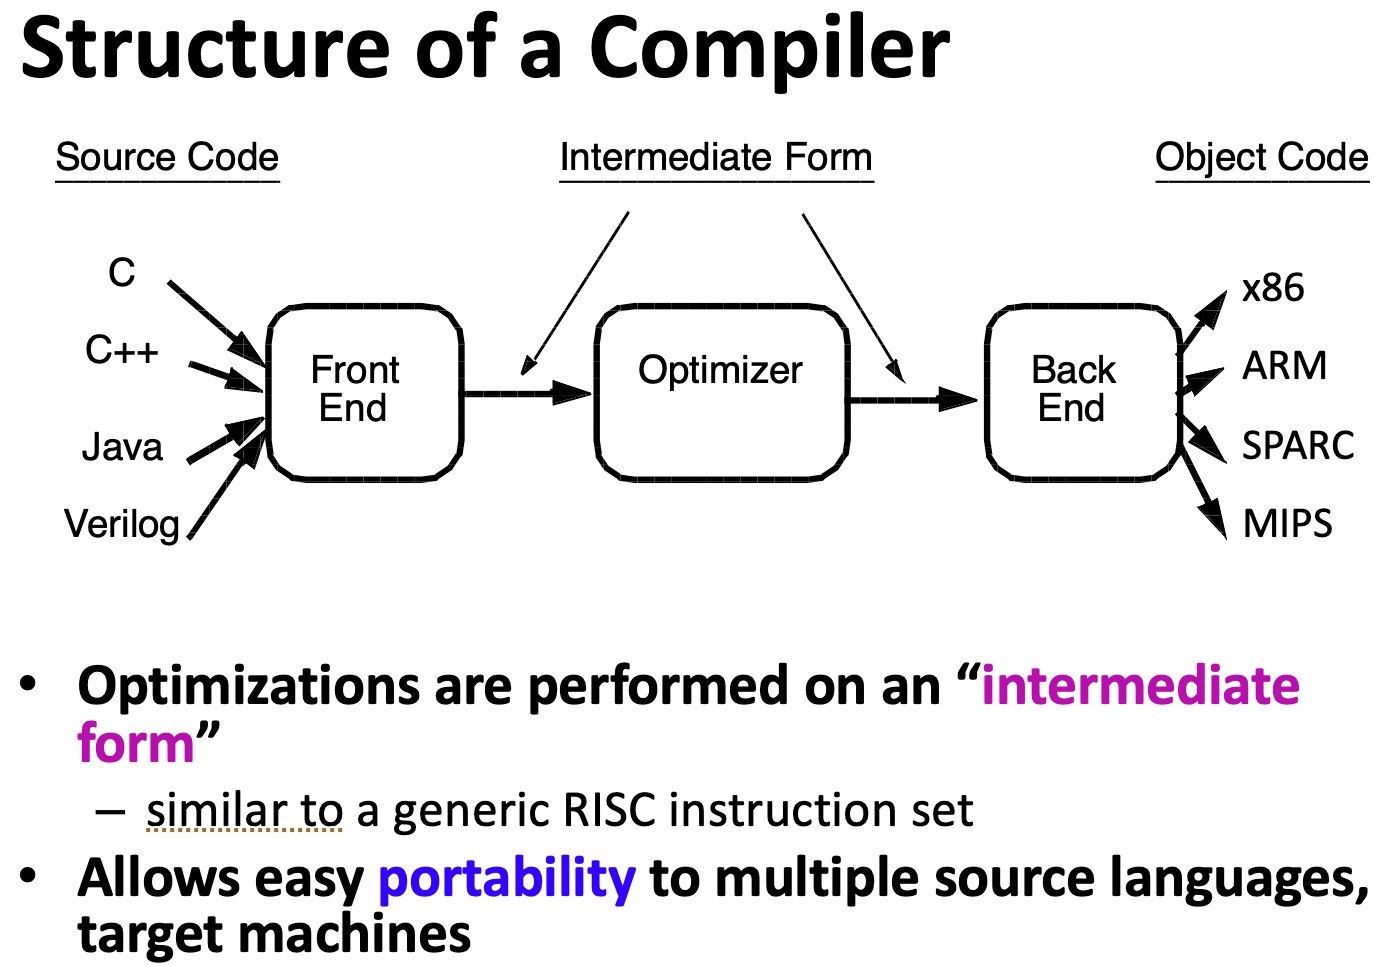 Structure of a Compiler
Source Code
Intermediate Form
Object Code
C
C++
Java
Verilog
Front
End
Optimizer
Back
End
x86
ARM
SPARC
MIPS
• Optimizations are performed on an “intermediate
form”
– similar to a generic RISC instruction set
• Allows easy portability to multiple source languages,
target machines